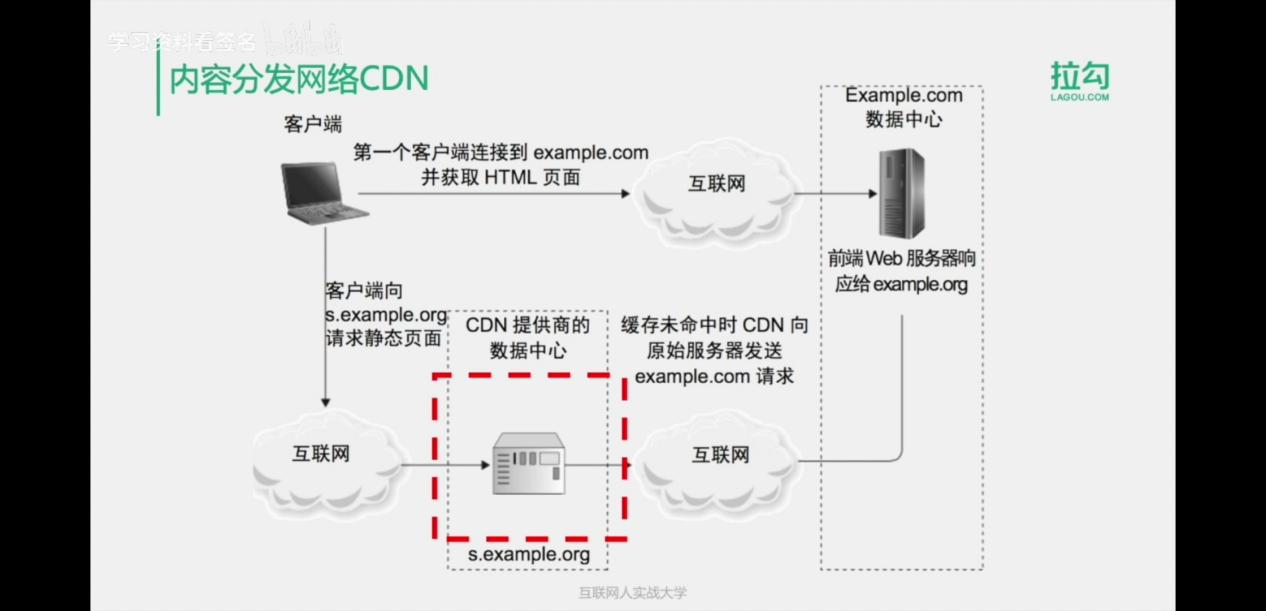 学习资料看签名
内容分发网络CDN
拉勾
LAGOU.COM
客户端
第一个客户端连接到 example.com
并获取 HTML 页面
互联网
Example.com
数据中心
前端 Web 服务器响
应给 example.org
客户端向
s.example.org
请求静态页面
CDN 提供商的
数据中心
缓存未命中时 CDN 向
原始服务器发送
example.com 请求
互联网
互联网
s.example.org
互联网人实战大学